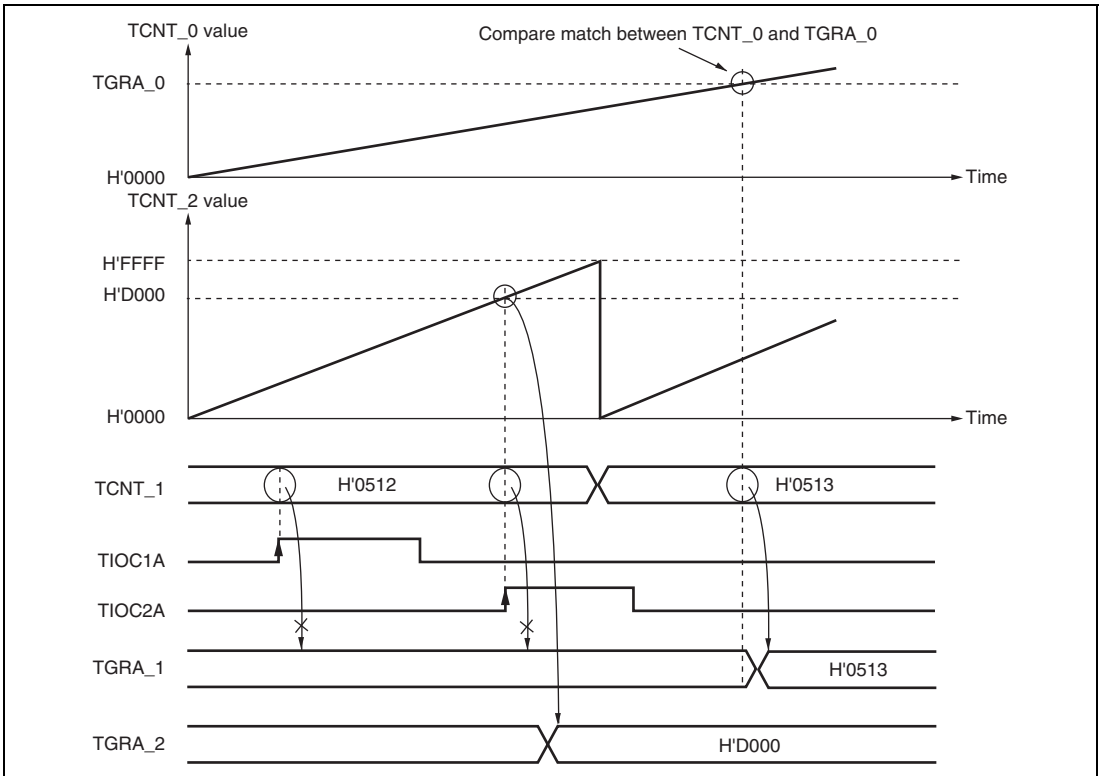 TCNT_0 value
Compare match between TCNT_0 and TGRA_0
TGRA_0
H'0000
Time
TCNT_2 value
H'FFFF
H'D000
H'0000
Time
TCNT_1
H'0512
H'0513
TIOC1A
TIOC2A
TGRA_1
H'0513
TGRA_2
H'D000